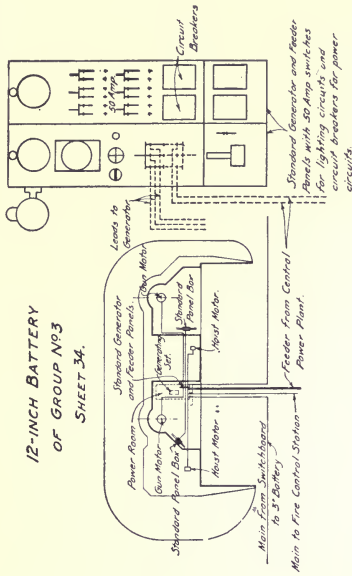 12-INCH BATTERY
OF GROUP Nº3
SHEET 34.
Standard Generator
and Feeder Panels.
Power Room
Gun Motor
Standard Panel Box
Hoist Motor
Generating
Set.
Gun Motor
Standard
Panel Box
Hoist Motor.
Main from Switchboard
to 3" Battery
Main to Fire Control Station
Feeder from Central
Power Plant.
Leads to
Generator
50 Amp.
Circuit
Breakers
Standard Generator and Feeder
Panels with 50 Amp switches
for lighting circuits and
circuit breakers for power
circuits.